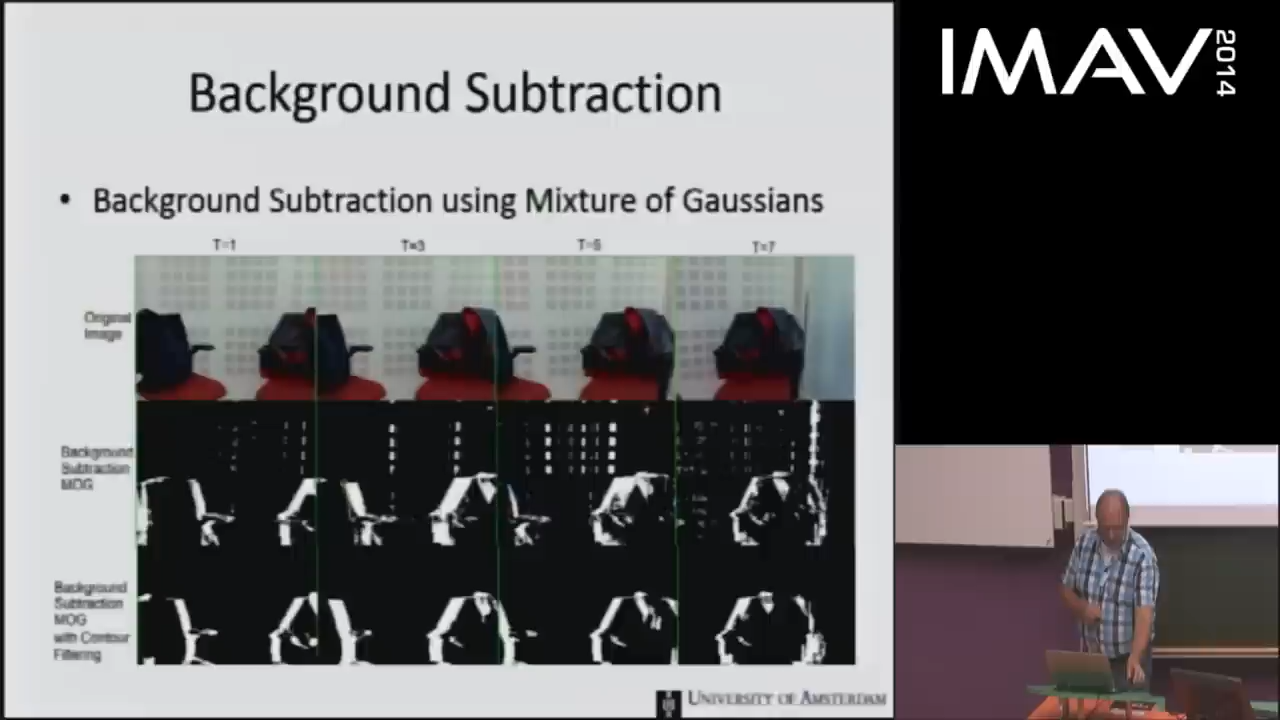 Background Subtraction
• Background Subtraction using Mixture of Gaussians
T=1 T=3 T=5 T=7
Original
Image
Background
Subtraction
MOG
Background
Subtraction
MOG
with Contour
Filtering
UNIVERSITY OF AMSTERDAM
IMAV
2014